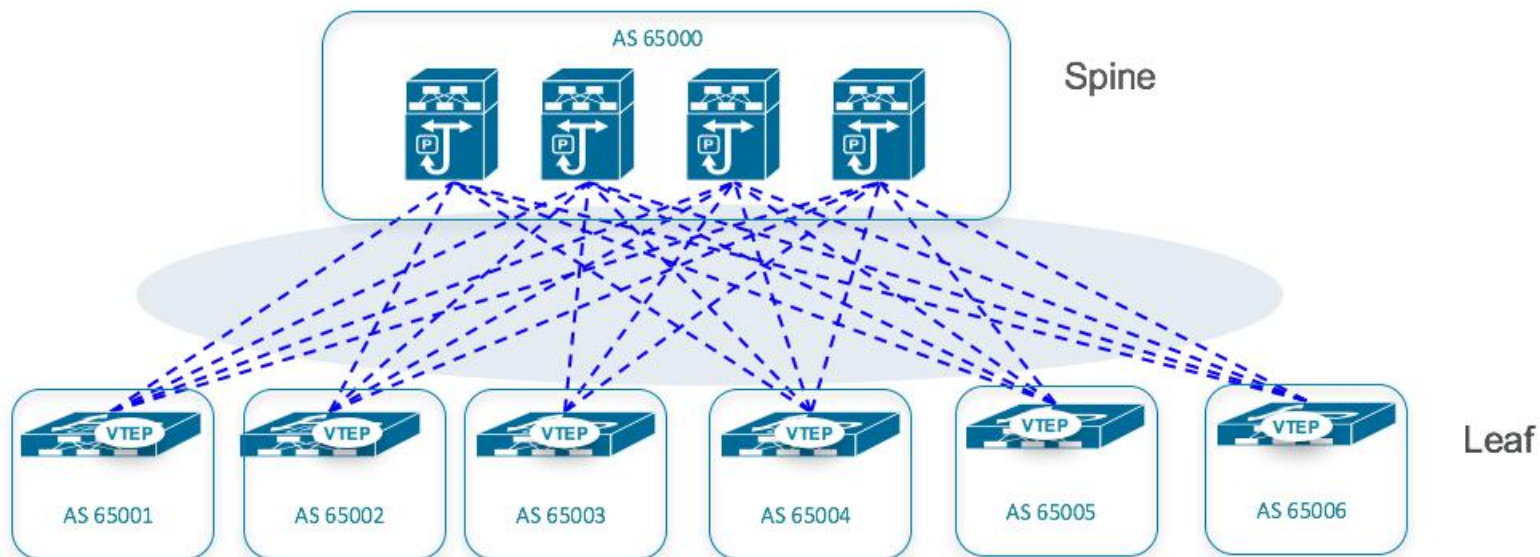 AS 65000
Spine
P
P
P
P
VTEP
VTEP
VTEP
VTEP
VTEP
VTEP
Leaf
AS 65001
AS 65002
AS 65003
AS 65004
AS 65005
AS 65006